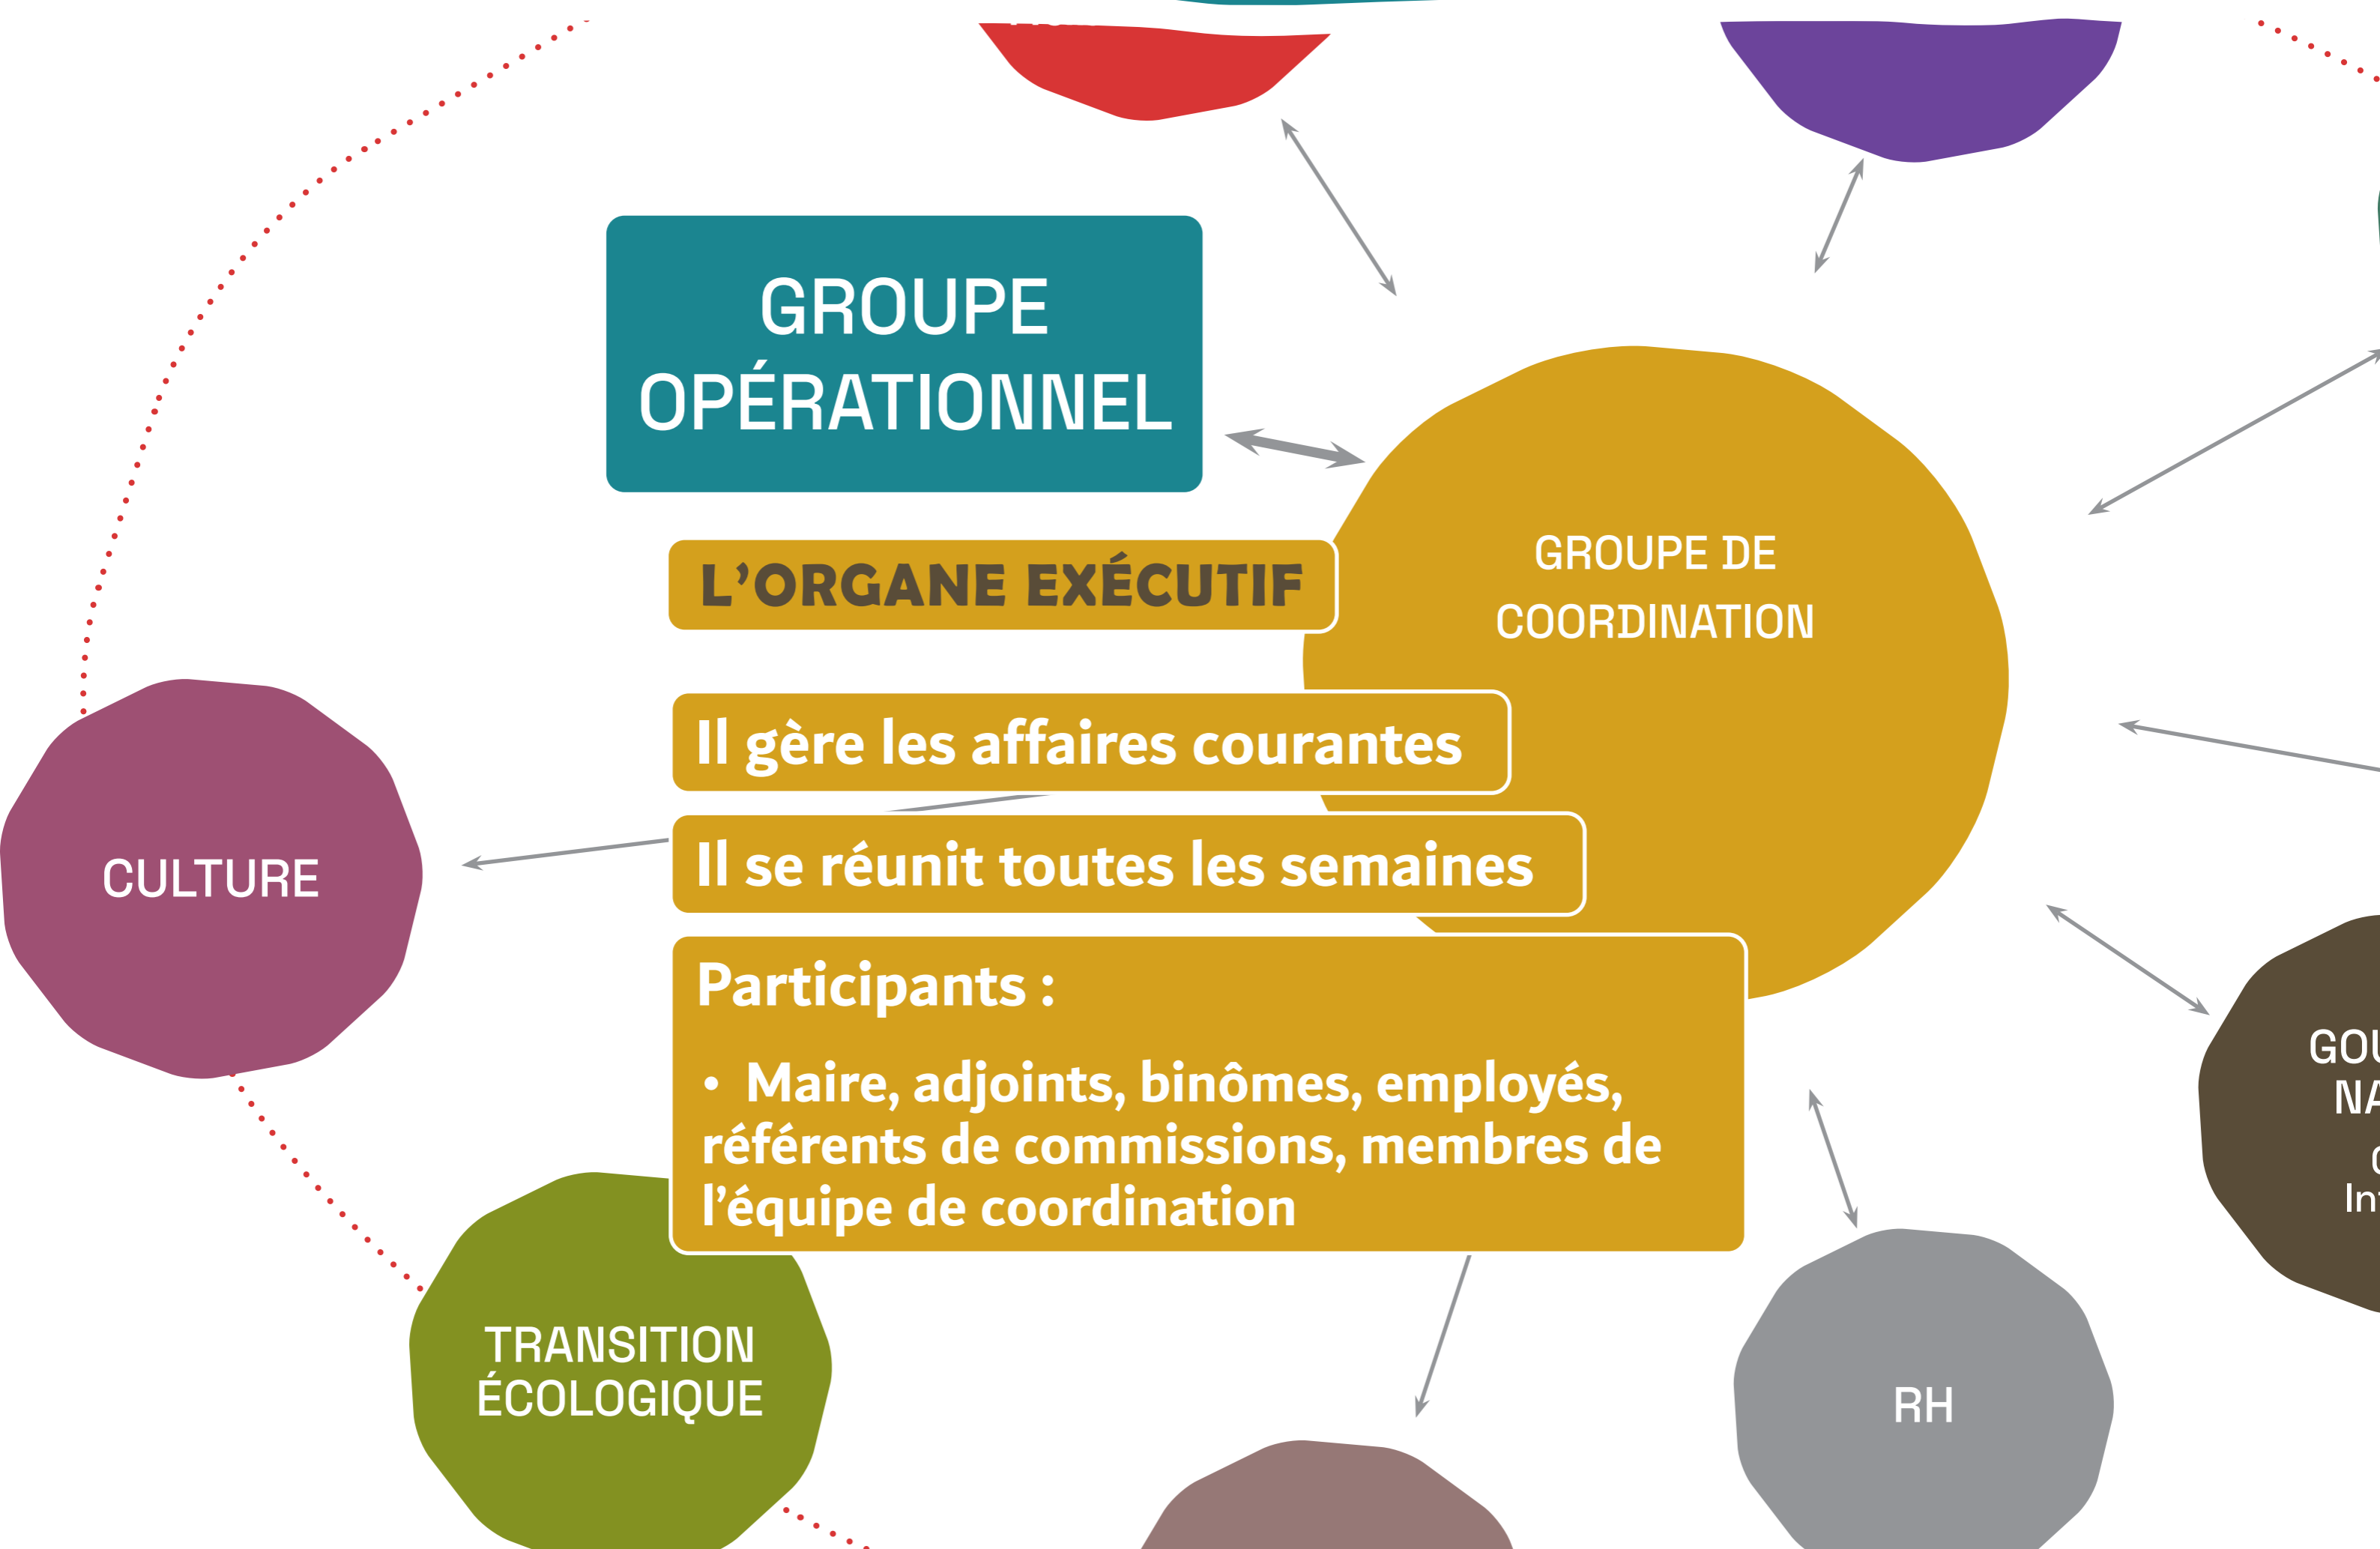 GROUPE
OPÉRATIONNEL
GROUPE DE
COORDINATION
L’ORGANE EXÉCUTIF
Il gère les affaires courantes
Il se réunit toutes les semaines
Participants :
• Maire, adjoints, binômes, employés,
référents de commissions, membres de
l’équipe de coordination
CULTURE
TRANSITION
ÉCOLOGIQUE
RH